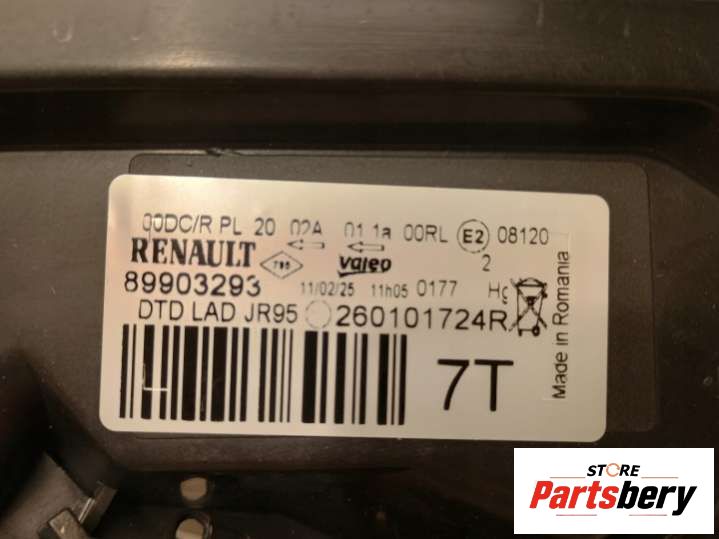 00DC/R PL 20 02A 01 1a 00RL E2 08120
RENAULT 795 Valeo 2
89903293 11/02/25 11h05 0177 Hg
DTD LAD JR95 260101724R
7T
Made in Romania
STORE
Partsbery